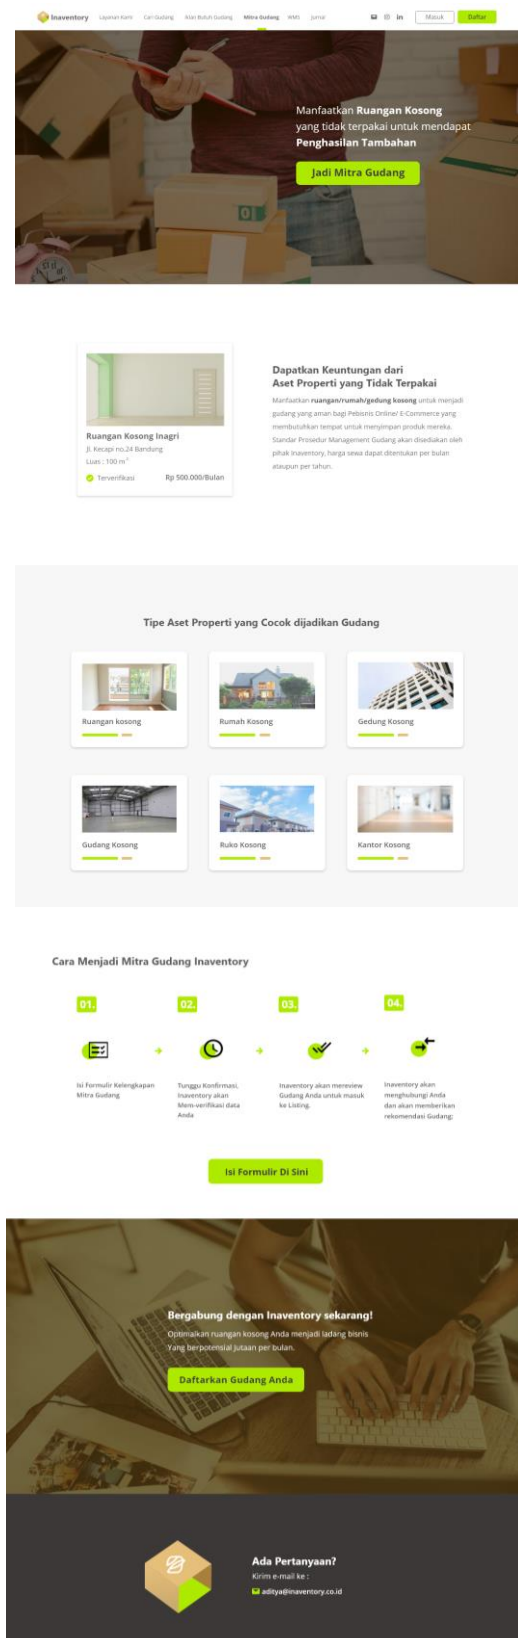 Inaventory Layanan Kami Cari Gudang Iklan Butuh Gudang Mitra Gudang WMS Jurnal Masuk Daftar
Manfaatkan Ruangan Kosong
yang tidak terpakai untuk mendapat
Penghasilan Tambahan
Jadi Mitra Gudang
Dapatkan Keuntungan dari
Aset Properti yang Tidak Terpakai
Manfaatkan ruangan/rumah/gedung kosong untuk menjadi
gudang yang aman bagi Pebisnis Online/ E-Commerce yang
membutuhkan tempat untuk menyimpan produk mereka.
Standar Prosedur Management Gudang akan disediakan oleh
pihak Inaventory, harga sewa dapat ditentukan per bulan
ataupun per tahun.
Ruangan Kosong Inagri
Jl. Kecapi no.24 Bandung
Luas : 100 m²
Terverifikasi Rp 500.000/Bulan
Tipe Aset Properti yang Cocok dijadikan Gudang
Ruangan kosong
Rumah Kosong
Gedung Kosong
Gudang Kosong
Ruko Kosong
Kantor Kosong
Cara Menjadi Mitra Gudang Inaventory
01.
Isi Formulir Kelengkapan
Mitra Gudang
02.
Tunggu Konfirmasi,
Inaventory akan
Mem-verifikasi data
Anda
03.
Inaventory akan mereview
Gudang Anda untuk masuk
ke Listing.
04.
Inaventory akan
menghubungi Anda
dan akan memberikan
rekomendasi Gudang;
Isi Formulir Di Sini
Bergabung dengan Inaventory sekarang!
Optimalkan ruangan kosong Anda menjadi ladang bisnis
Yang berpotensial Jutaan per bulan.
Daftarkan Gudang Anda
Ada Pertanyaan?
Kirim e-mail ke :
aditya@inaventory.co.id